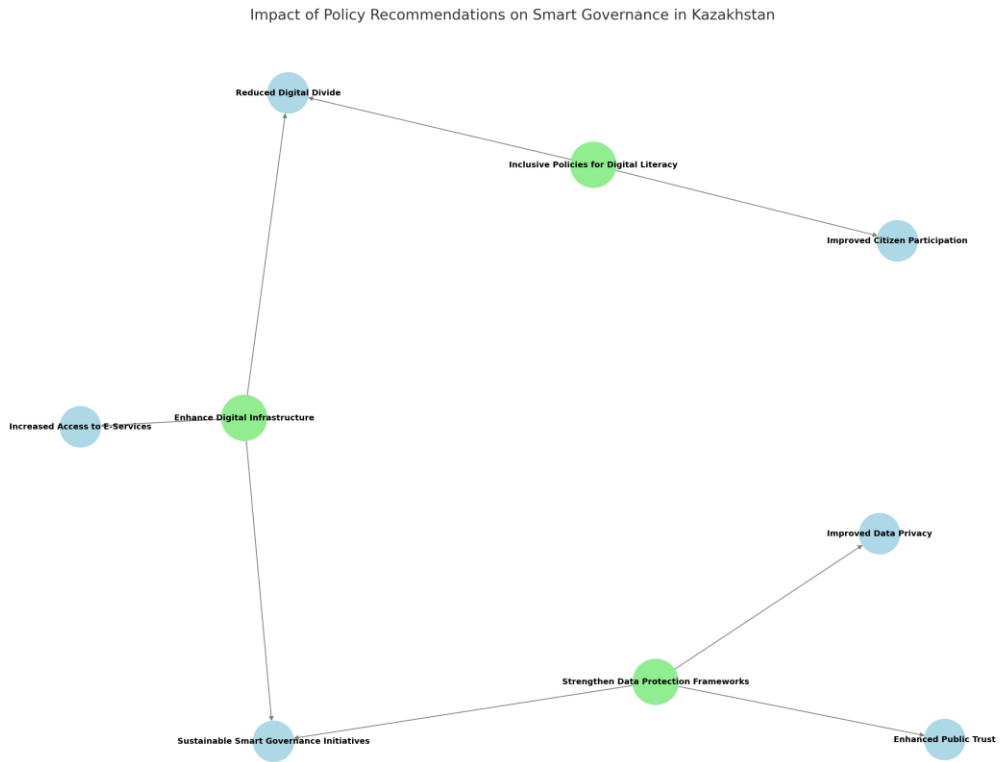 Impact of Policy Recommendations on Smart Governance in Kazakhstan
Reduced Digital Divide
Inclusive Policies for Digital Literacy
Improved Citizen Participation
Enhance Digital Infrastructure
Increased Access to E-Services
Improved Data Privacy
Strengthen Data Protection Frameworks
Sustainable Smart Governance Initiatives
Enhanced Public Trust